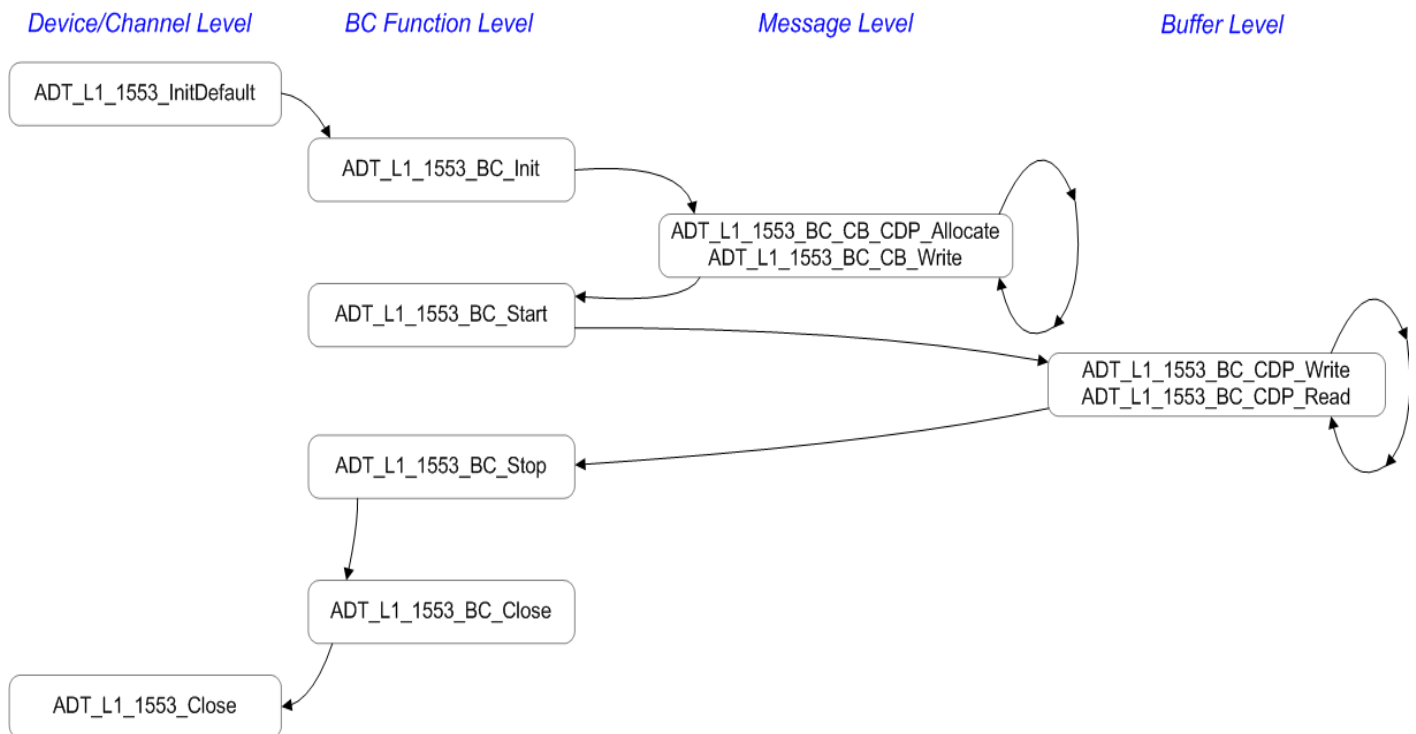 Device/Channel Level
BC Function Level
Message Level
Buffer Level
ADT_L1_1553_InitDefault
ADT_L1_1553_BC_Init
ADT_L1_1553_BC_CB_CDP_Allocate
ADT_L1_1553_BC_CB_Write
ADT_L1_1553_BC_Start
ADT_L1_1553_BC_CDP_Write
ADT_L1_1553_BC_CDP_Read
ADT_L1_1553_BC_Stop
ADT_L1_1553_BC_Close
ADT_L1_1553_Close